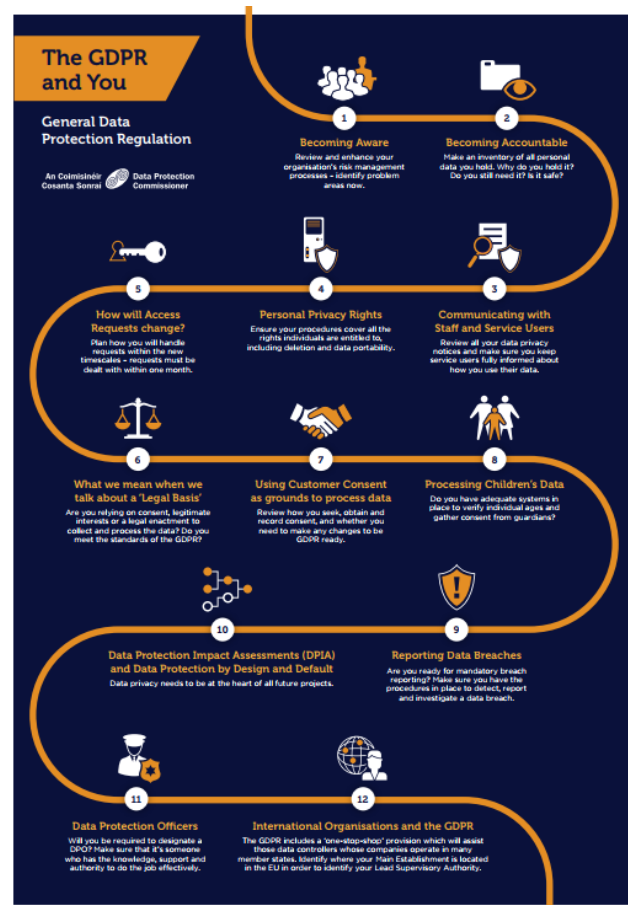 The GDPR
and You
General Data
Protection Regulation
An Coimisinéir
Cosanta Sonraí
Data Protection
Commissioner
1
Becoming Aware
Review and enhance your
organisation's risk management
processes – identify problem
areas now.
2
Becoming Accountable
Make an inventory of all personal
data you hold. Why do you hold it?
Do you still need it? Is it safe?
3
Communicating with
Staff and Service Users
Review all your data privacy
notices and make sure you keep
service users fully informed about
how you use their data.
4
Personal Privacy Rights
Ensure your procedures cover all the
rights individuals are entitled to,
including deletion and data portability.
5
How will Access
Requests change?
Plan how you will handle
requests within the new
timescales – requests must be
dealt with within one month.
6
What we mean when we
talk about a 'Legal Basis'
Are you relying on consent, legitimate
interests or a legal enactment to
collect and process the data? Do you
meet the standards of the GDPR?
7
Using Customer Consent
as grounds to process data
Review how you seek, obtain and
record consent, and whether you
need to make any changes to be
GDPR ready.
8
Processing Children's Data
Do you have adequate systems in
place to verify individual ages and
gather consent from guardians?
9
Reporting Data Breaches
Are you ready for mandatory breach
reporting? Make sure you have the
procedures in place to detect, report
and investigate a data breach.
10
Data Protection Impact Assessments (DPIA)
and Data Protection by Design and Default
Data privacy needs to be at the heart of all future projects.
11
Data Protection Officers
Will you be required to designate a
DPO? Make sure that it's someone
who has the knowledge, support and
authority to do the job effectively.
12
International Organisations and the GDPR
The GDPR includes a 'one-stop-shop' provision which will assist
those data controllers whose companies operate in many
member states. Identify where your Main Establishment is located
in the EU in order to identify your Lead Supervisory Authority.